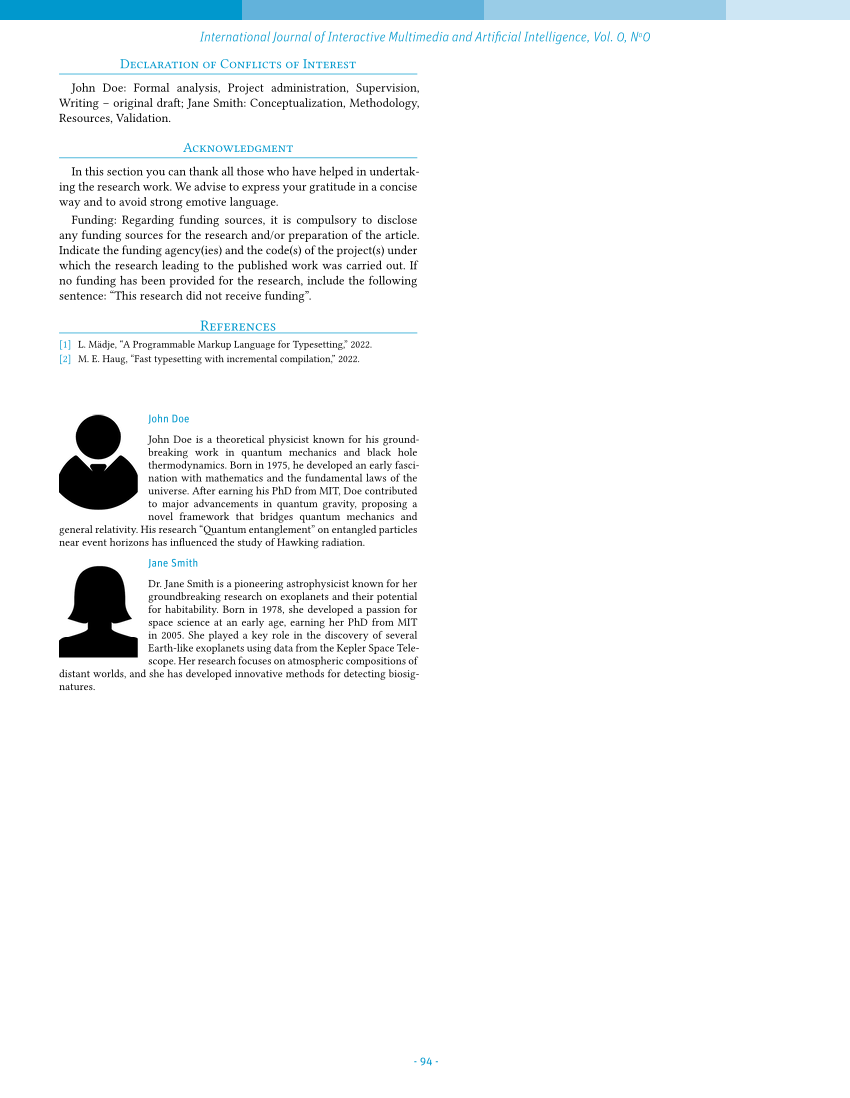 International Journal of Interactive Multimedia and Artificial Intelligence, Vol. 0, Nº0
Declaration of Conflicts of Interest
John Doe: Formal analysis, Project administration, Supervision,
Writing – original draft; Jane Smith: Conceptualization, Methodology,
Resources, Validation.
Acknowledgment
In this section you can thank all those who have helped in undertak-
ing the research work. We advise to express your gratitude in a concise
way and to avoid strong emotive language.
Funding: Regarding funding sources, it is compulsory to disclose
any funding sources for the research and/or preparation of the article.
Indicate the funding agency(ies) and the code(s) of the project(s) under
which the research leading to the published work was carried out. If
no funding has been provided for the research, include the following
sentence: “This research did not receive funding”.
References
[1] L. Mädje, “A Programmable Markup Language for Typesetting,” 2022.
[2] M. E. Haug, “Fast typesetting with incremental compilation,” 2022.
John Doe
John Doe is a theoretical physicist known for his ground-
breaking work in quantum mechanics and black hole
thermodynamics. Born in 1975, he developed an early fasci-
nation with mathematics and the fundamental laws of the
universe. After earning his PhD from MIT, Doe contributed
to major advancements in quantum gravity, proposing a
novel framework that bridges quantum mechanics and
general relativity. His research “Quantum entanglement” on entangled particles
near event horizons has influenced the study of Hawking radiation.
Jane Smith
Dr. Jane Smith is a pioneering astrophysicist known for her
groundbreaking research on exoplanets and their potential
for habitability. Born in 1978, she developed a passion for
space science at an early age, earning her PhD from MIT
in 2005. She played a key role in the discovery of several
Earth-like exoplanets using data from the Kepler Space Tele-
scope. Her research focuses on atmospheric compositions of
distant worlds, and she has developed innovative methods for detecting biosig-
natures.
- 94 -